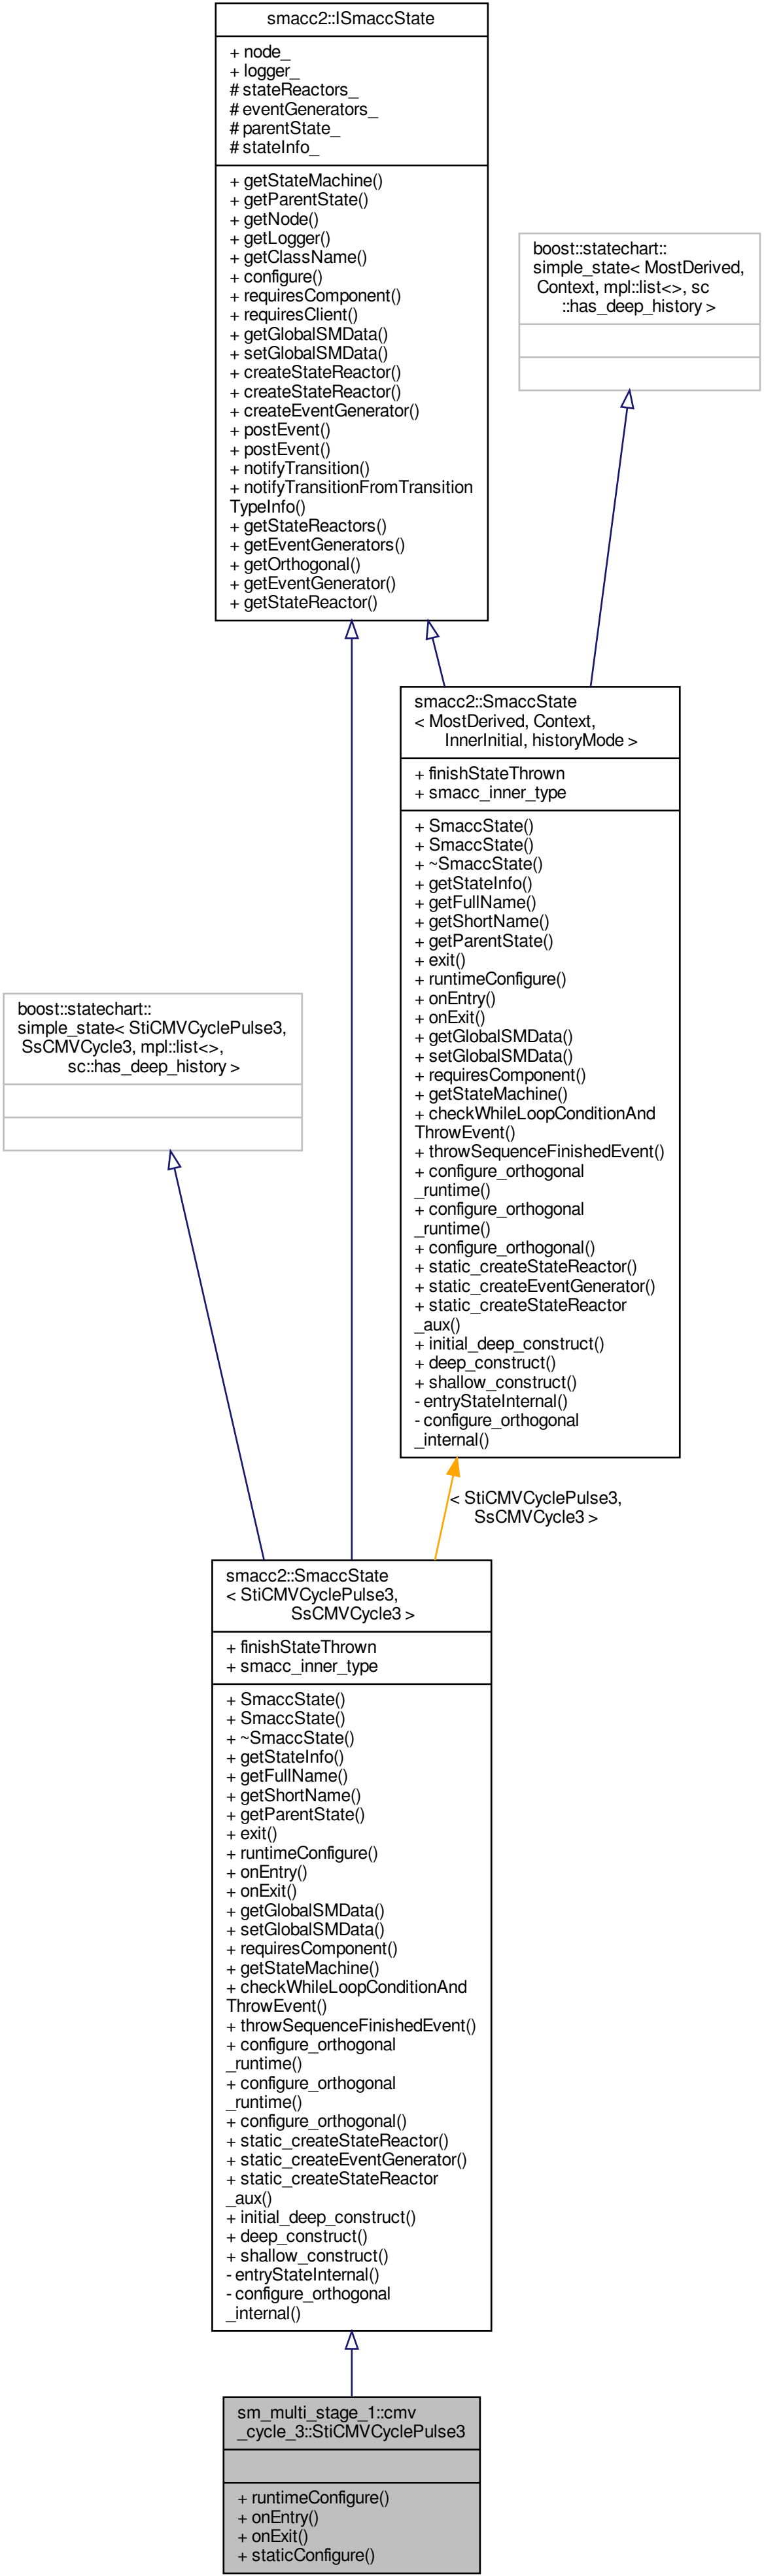 smacc2::ISmaccState
+ node_
+ logger_
# stateReactors_
# eventGenerators_
# parentState_
# stateInfo_
+ getStateMachine()
+ getParentState()
+ getNode()
+ getLogger()
+ getClassName()
+ configure()
+ requiresComponent()
+ requiresClient()
+ getGlobalSMData()
+ setGlobalSMData()
+ createStateReactor()
+ createStateReactor()
+ createEventGenerator()
+ postEvent()
+ postEvent()
+ notifyTransition()
+ notifyTransitionFromTransition
TypeInfo()
+ getStateReactors()
+ getEventGenerators()
+ getOrthogonal()
+ getEventGenerator()
+ getStateReactor()
boost::statechart::
simple_state< MostDerived,
Context, mpl::list<>, sc
::has_deep_history >
smacc2::SmaccState
< MostDerived, Context,
InnerInitial, historyMode >
+ finishStateThrown
+ smacc_inner_type
+ SmaccState()
+ SmaccState()
+ ~SmaccState()
+ getStateInfo()
+ getFullName()
+ getShortName()
+ getParentState()
+ exit()
+ runtimeConfigure()
+ onEntry()
+ onExit()
+ getGlobalSMData()
+ setGlobalSMData()
+ requiresComponent()
+ getStateMachine()
+ checkWhileLoopConditionAnd
ThrowEvent()
+ throwSequenceFinishedEvent()
+ configure_orthogonal
_runtime()
+ configure_orthogonal
_runtime()
+ configure_orthogonal()
+ static_createStateReactor()
+ static_createEventGenerator()
+ static_createStateReactor
_aux()
+ initial_deep_construct()
+ deep_construct()
+ shallow_construct()
- entryStateInternal()
- configure_orthogonal
_internal()
boost::statechart::
simple_state< StiCMVCyclePulse3,
SsCMVCycle3, mpl::list<>,
sc::has_deep_history >
< StiCMVCyclePulse3,
SsCMVCycle3 >
smacc2::SmaccState
< StiCMVCyclePulse3,
SsCMVCycle3 >
+ finishStateThrown
+ smacc_inner_type
+ SmaccState()
+ SmaccState()
+ ~SmaccState()
+ getStateInfo()
+ getFullName()
+ getShortName()
+ getParentState()
+ exit()
+ runtimeConfigure()
+ onEntry()
+ onExit()
+ getGlobalSMData()
+ setGlobalSMData()
+ requiresComponent()
+ getStateMachine()
+ checkWhileLoopConditionAnd
ThrowEvent()
+ throwSequenceFinishedEvent()
+ configure_orthogonal
_runtime()
+ configure_orthogonal
_runtime()
+ configure_orthogonal()
+ static_createStateReactor()
+ static_createEventGenerator()
+ static_createStateReactor
_aux()
+ initial_deep_construct()
+ deep_construct()
+ shallow_construct()
- entryStateInternal()
- configure_orthogonal
_internal()
sm_multi_stage_1::cmv
_cycle_3::StiCMVCyclePulse3
+ runtimeConfigure()
+ onEntry()
+ onExit()
+ staticConfigure()